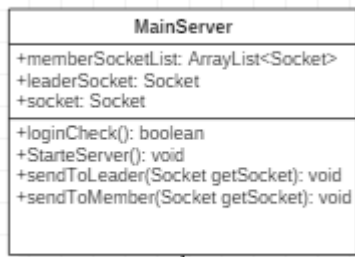 MainServer
+memberSocketList: ArrayList<Socket>
+leaderSocket: Socket
+socket: Socket
+loginCheck(): boolean
+StarteServer(): void
+sendToLeader(Socket getSocket): void
+sendToMember(Socket getSocket): void